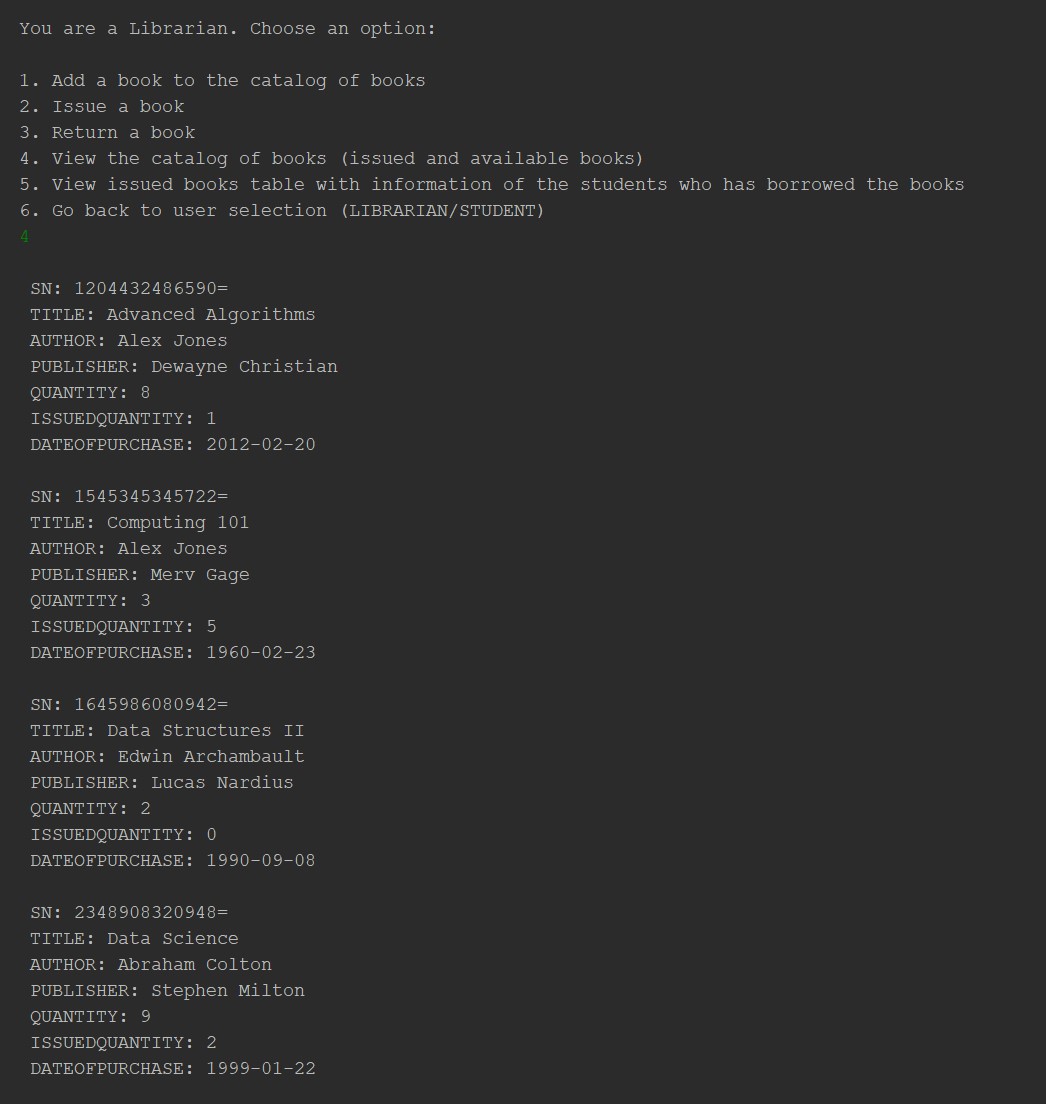 You are a Librarian. Choose an option:
1. Add a book to the catalog of books
2. Issue a book
3. Return a book
4. View the catalog of books (issued and available books)
5. View issued books table with information of the students who has borrowed the books
6. Go back to user selection (LIBRARIAN/STUDENT)
4
SN: 1204432486590=
TITLE: Advanced Algorithms
AUTHOR: Alex Jones
PUBLISHER: Dewayne Christian
QUANTITY: 8
ISSUEDQUANTITY: 1
DATEOFPURCHASE: 2012-02-20
SN: 1545345345722=
TITLE: Computing 101
AUTHOR: Alex Jones
PUBLISHER: Merv Gage
QUANTITY: 3
ISSUEDQUANTITY: 5
DATEOFPURCHASE: 1960-02-23
SN: 1645986080942=
TITLE: Data Structures II
AUTHOR: Edwin Archambault
PUBLISHER: Lucas Nardius
QUANTITY: 2
ISSUEDQUANTITY: 0
DATEOFPURCHASE: 1990-09-08
SN: 2348908320948=
TITLE: Data Science
AUTHOR: Abraham Colton
PUBLISHER: Stephen Milton
QUANTITY: 9
ISSUEDQUANTITY: 2
DATEOFPURCHASE: 1999-01-22